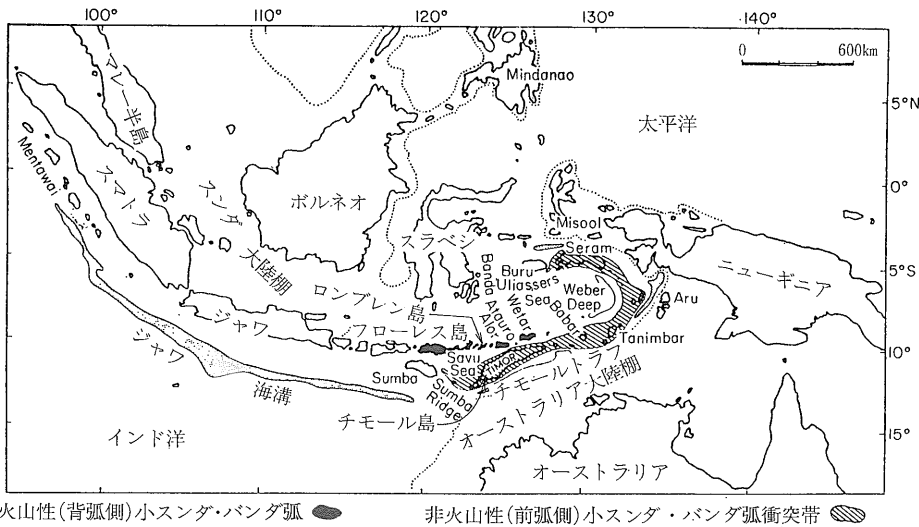 100° 110° 120° 130° 140°
0 600km
Mindanao
太平洋
5°N
マレー半島
Mentawai
スマトラ
スンダ
大陸棚
ボルネオ
スラベシ
Misool
0°
Seram
Buru
Uliassers
Banda Sea
Weber
Deep
ニューギニア
5°S
Aru
ロンブレン島
フローレス島
Alor
Atauro
Wetar
Babar
Tanimbar
ジャワ
ジャワ
海溝
Savu
Sea
TIMOR
チモールトラフ
10°
Sumba
Sumba
Ridge
チモール島
オーストラリア大陸棚
インド洋
15°
オーストラリア
火山性(背弧側)小スンダ・バンダ弧
非火山性(前弧側)小スンダ・バンダ弧衝突帯